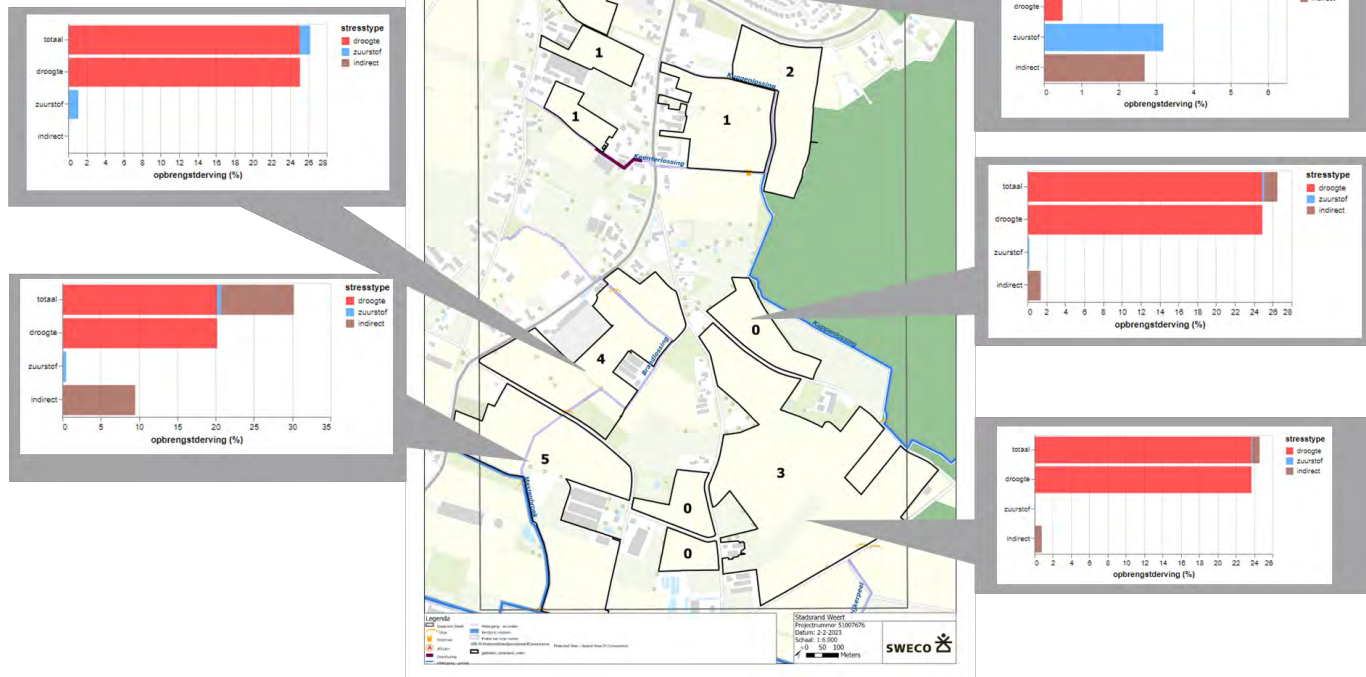 stresstype
droogte
zuurstof
indirect
totaal
droogte
zuurstof
indirect
0 2 4 6 8 10 12 14 16 18 20 22 24 26 28
opbrengstderving (%)
stresstype
droogte
zuurstof
indirect
totaal
droogte
zuurstof
indirect
0 5 10 15 20 25 30 35
opbrengstderving (%)
1
2
Kuppenlossing
1
1
0
Kuppenlossing
4
Brandlossing
5
3
0
0
droogte
zuurstof
indirect
0 1 2 3 4 5 6
opbrengstderving (%)
stresstype
droogte
zuurstof
indirect
totaal
droogte
zuurstof
indirect
0 2 4 6 8 10 12 14 16 18 20 22 24 26 28
opbrengstderving (%)
stresstype
droogte
zuurstof
indirect
totaal
droogte
zuurstof
indirect
0 2 4 6 8 10 12 14 16 18 20 22 24 26
opbrengstderving (%)
Legenda
Stadsrand Weert
Projectnummer 51007676
Datum: 2-2-2023
Schaal: 1:6.000
0 50 100
Meters
SWECO